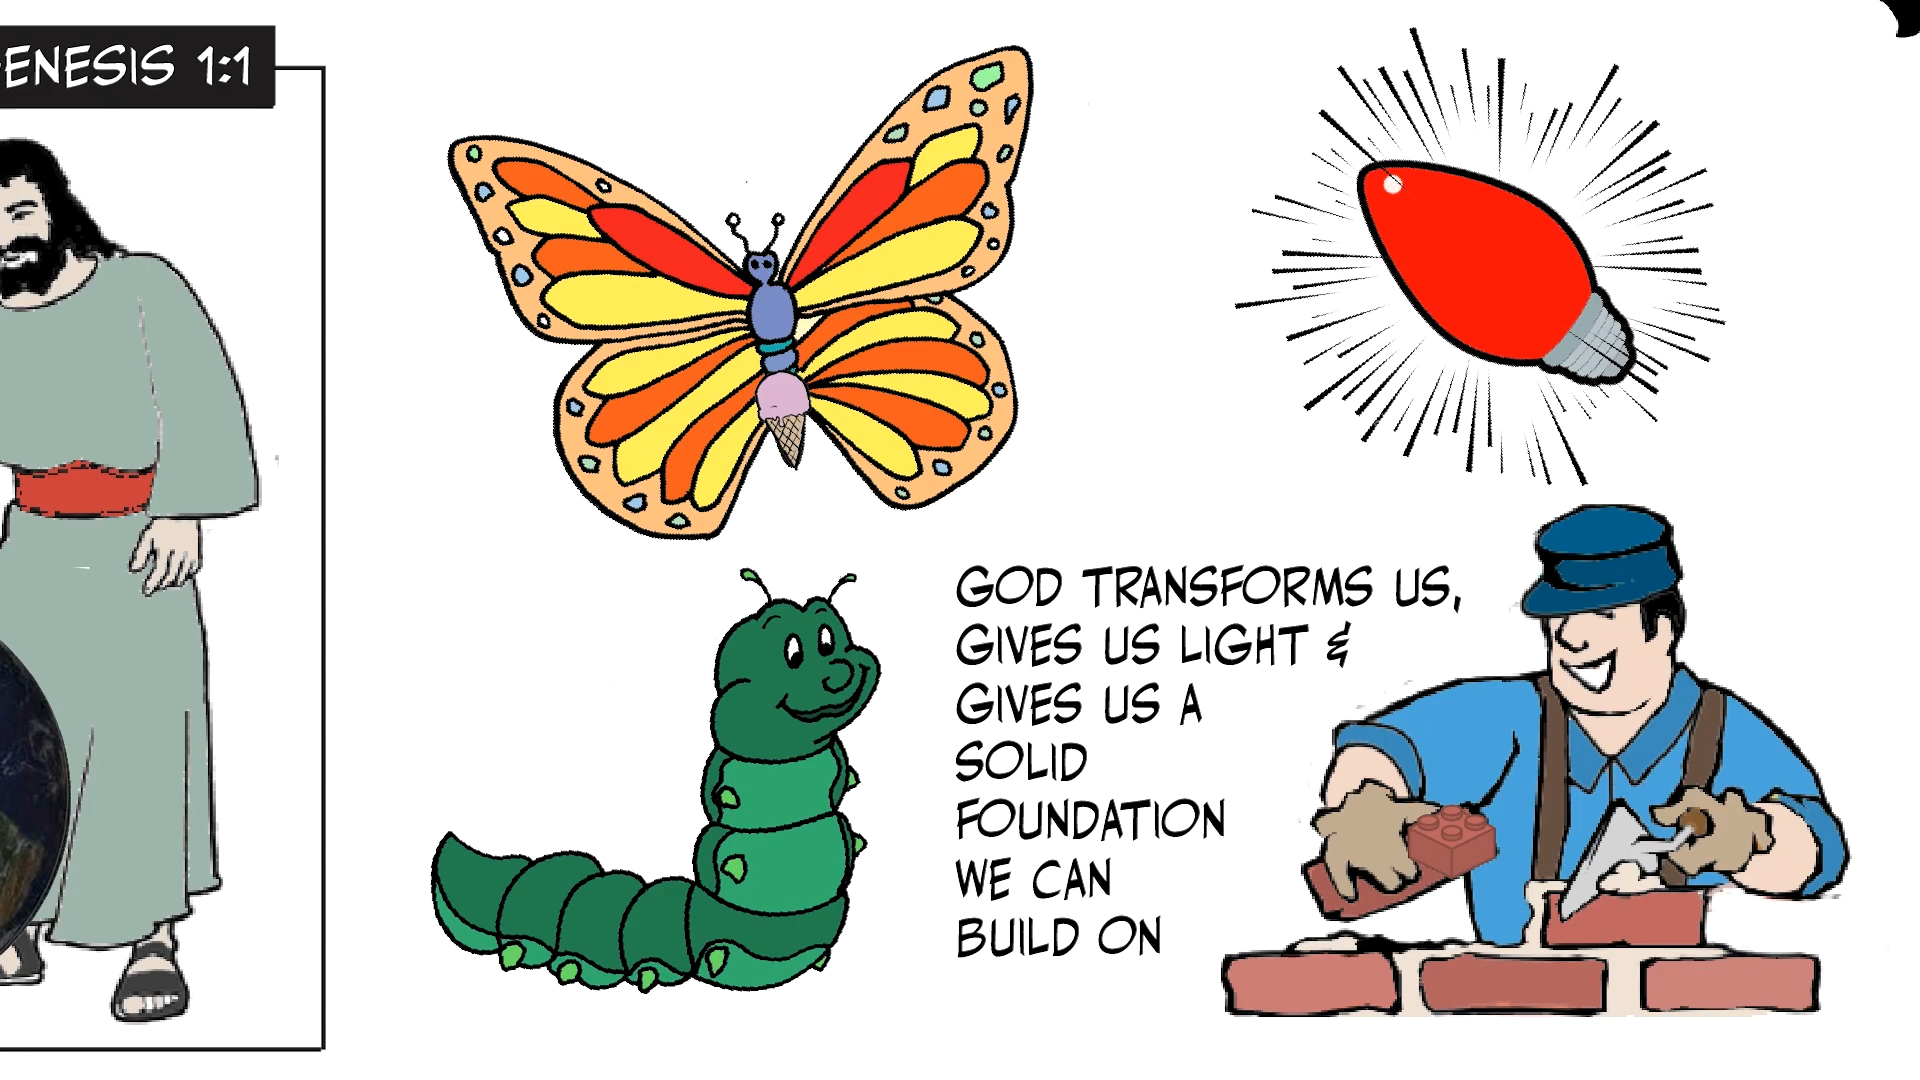 ENESIS 1:1
GOD TRANSFORMS US,
GIVES US LIGHT &
GIVES US A
SOLID
FOUNDATION
WE CAN
BUILD ON